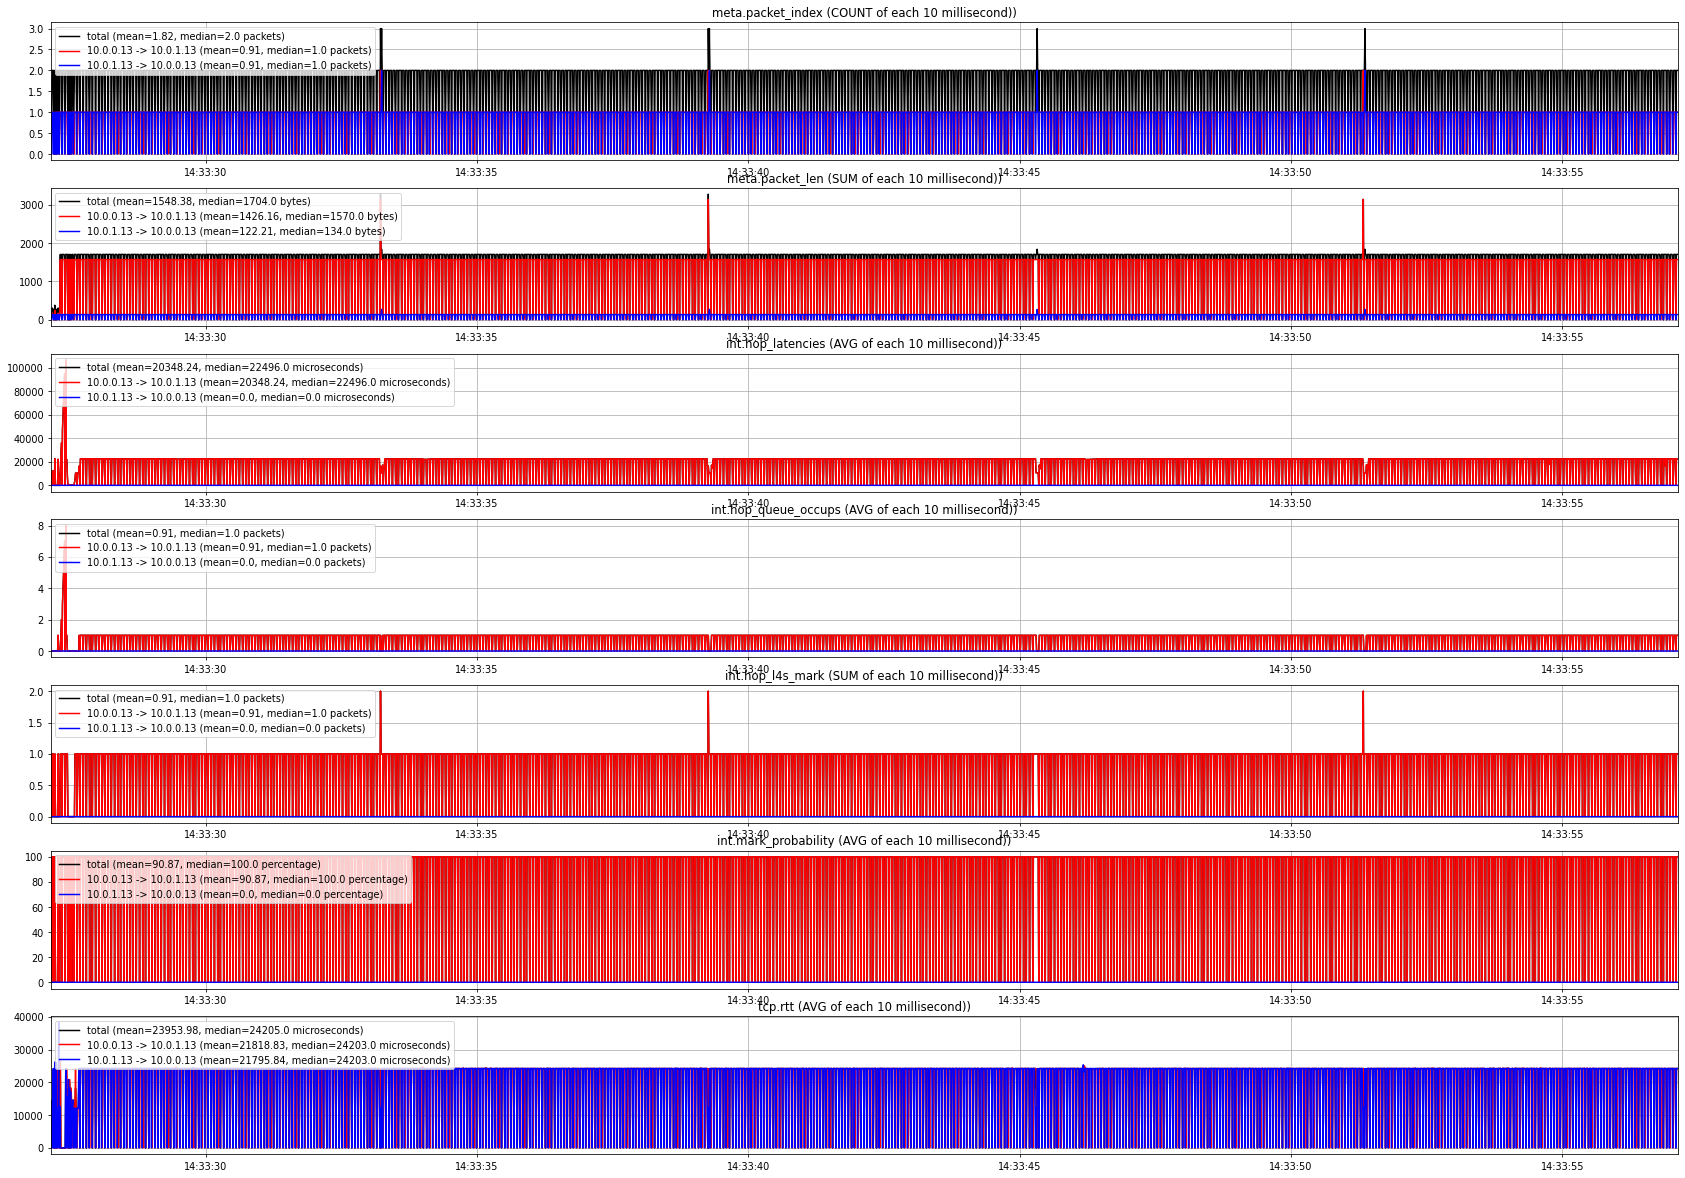 meta.packet_index (COUNT of each 10 millisecond))
3.0
2.5
2.0
1.5
1.0
0.5
0.0
total (mean=1.82, median=2.0 packets)
10.0.0.13 -> 10.0.1.13 (mean=0.91, median=1.0 packets)
10.0.1.13 -> 10.0.0.13 (mean=0.91, median=1.0 packets)
14:33:30 14:33:35 14:33:40 14:33:45 14:33:50 14:33:55
meta.packet_len (SUM of each 10 millisecond))
3000
2000
1000
0
total (mean=1548.38, median=1704.0 bytes)
10.0.0.13 -> 10.0.1.13 (mean=1426.16, median=1570.0 bytes)
10.0.1.13 -> 10.0.0.13 (mean=122.21, median=134.0 bytes)
14:33:30 14:33:35 14:33:40 14:33:45 14:33:50 14:33:55
int.hop_latencies (AVG of each 10 millisecond))
100000
80000
60000
40000
20000
0
total (mean=20348.24, median=22496.0 microseconds)
10.0.0.13 -> 10.0.1.13 (mean=20348.24, median=22496.0 microseconds)
10.0.1.13 -> 10.0.0.13 (mean=0.0, median=0.0 microseconds)
14:33:30 14:33:35 14:33:40 14:33:45 14:33:50 14:33:55
int.hop_queue_occups (AVG of each 10 millisecond))
8
6
4
2
0
total (mean=0.91, median=1.0 packets)
10.0.0.13 -> 10.0.1.13 (mean=0.91, median=1.0 packets)
10.0.1.13 -> 10.0.0.13 (mean=0.0, median=0.0 packets)
14:33:30 14:33:35 14:33:40 14:33:45 14:33:50 14:33:55
int.hop_l4s_mark (SUM of each 10 millisecond))
2.0
1.5
1.0
0.5
0.0
total (mean=0.91, median=1.0 packets)
10.0.0.13 -> 10.0.1.13 (mean=0.91, median=1.0 packets)
10.0.1.13 -> 10.0.0.13 (mean=0.0, median=0.0 packets)
14:33:30 14:33:35 14:33:40 14:33:45 14:33:50 14:33:55
int.mark_probability (AVG of each 10 millisecond))
100
80
60
40
20
0
total (mean=90.87, median=100.0 percentage)
10.0.0.13 -> 10.0.1.13 (mean=90.87, median=100.0 percentage)
10.0.1.13 -> 10.0.0.13 (mean=0.0, median=0.0 percentage)
14:33:30 14:33:35 14:33:40 14:33:45 14:33:50 14:33:55
tcp.rtt (AVG of each 10 millisecond))
40000
30000
20000
10000
0
total (mean=23953.98, median=24205.0 microseconds)
10.0.0.13 -> 10.0.1.13 (mean=21818.83, median=24203.0 microseconds)
10.0.1.13 -> 10.0.0.13 (mean=21795.84, median=24203.0 microseconds)
14:33:30 14:33:35 14:33:40 14:33:45 14:33:50 14:33:55